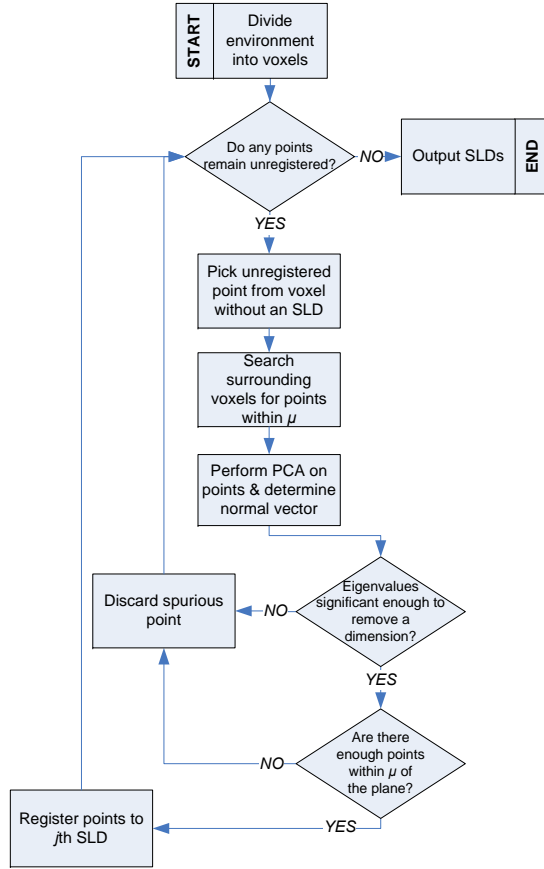 START
Divide
environment
into voxels
Do any points
remain unregistered?
NO
Output SLDs
END
YES
Pick unregistered
point from voxel
without an SLD
Search
surrounding
voxels for points
within μ
Perform PCA on
points & determine
normal vector
Eigenvalues
significant enough to
remove a
dimension?
NO
Discard spurious
point
YES
Are there
enough points
within μ of
the plane?
NO
YES
Register points to
jth SLD